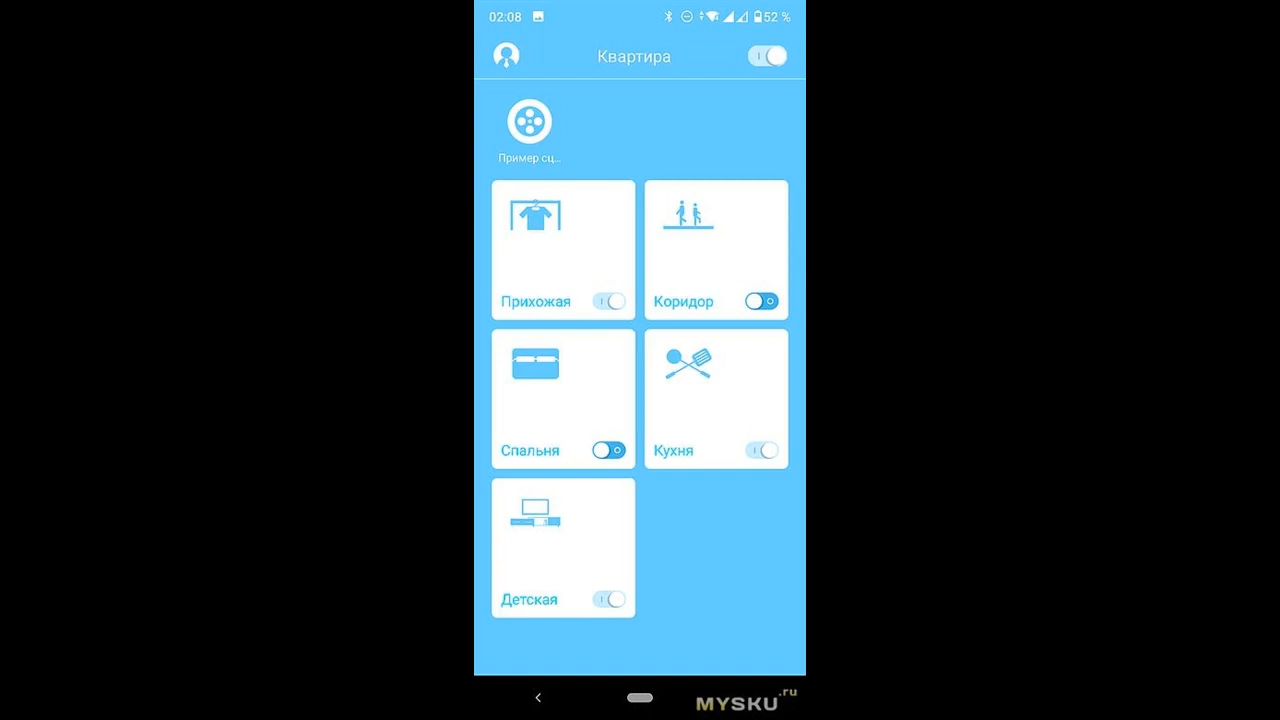 02:08 52 %
Квартира
Пример сц...
Прихожая
Коридор
Спальня
Кухня
Детская
MYSKU.ru